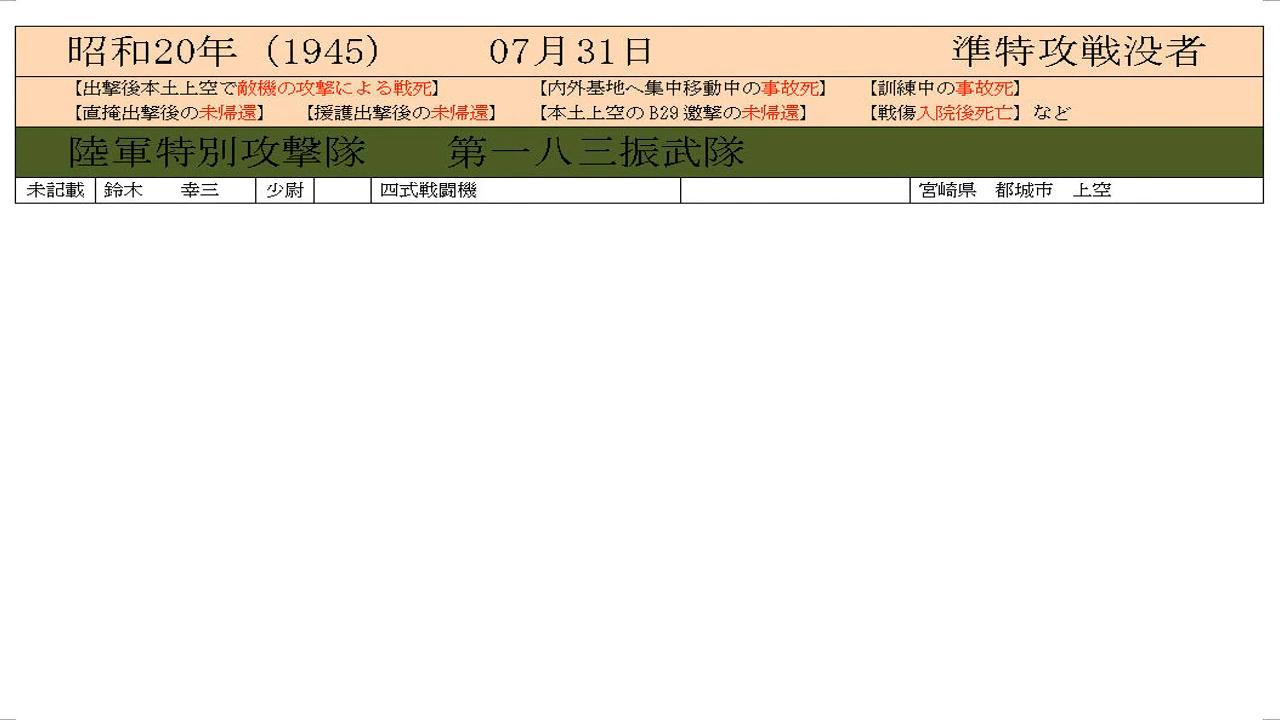 昭和20年（1945） 07月31日 準特攻戦没者
【出撃後本土上空で敵機の攻撃による戦死】 【内外基地へ集中移動中の事故死】 【訓練中の事故死】
【直掩出撃後の未帰還】 【援護出撃後の未帰還】 【本土上空のB29邀撃の未帰還】 【戦傷入院後死亡】など
陸軍特別攻撃隊 第一八三振武隊
未記載 鈴木 幸三 少尉 四式戦闘機 宮崎県 都城市 上空